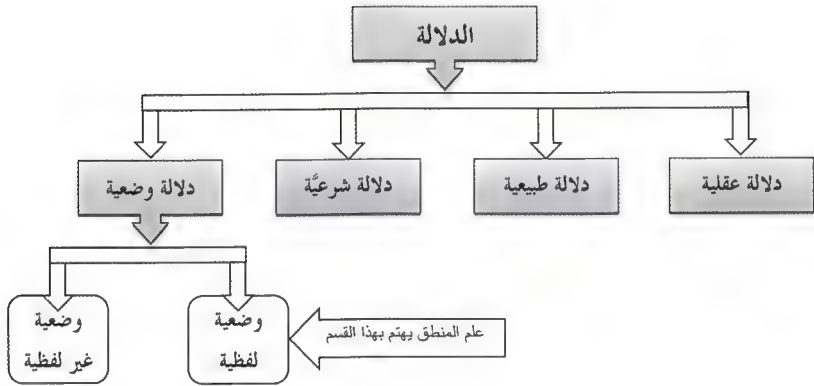 الدلالة
دلالة عقلية
دلالة طبيعية
دلالة شرعيَّة
دلالة وضعية
وضعية
لفظية
وضعية
غير لفظية
علم المنطق يهتم بهذا القسم